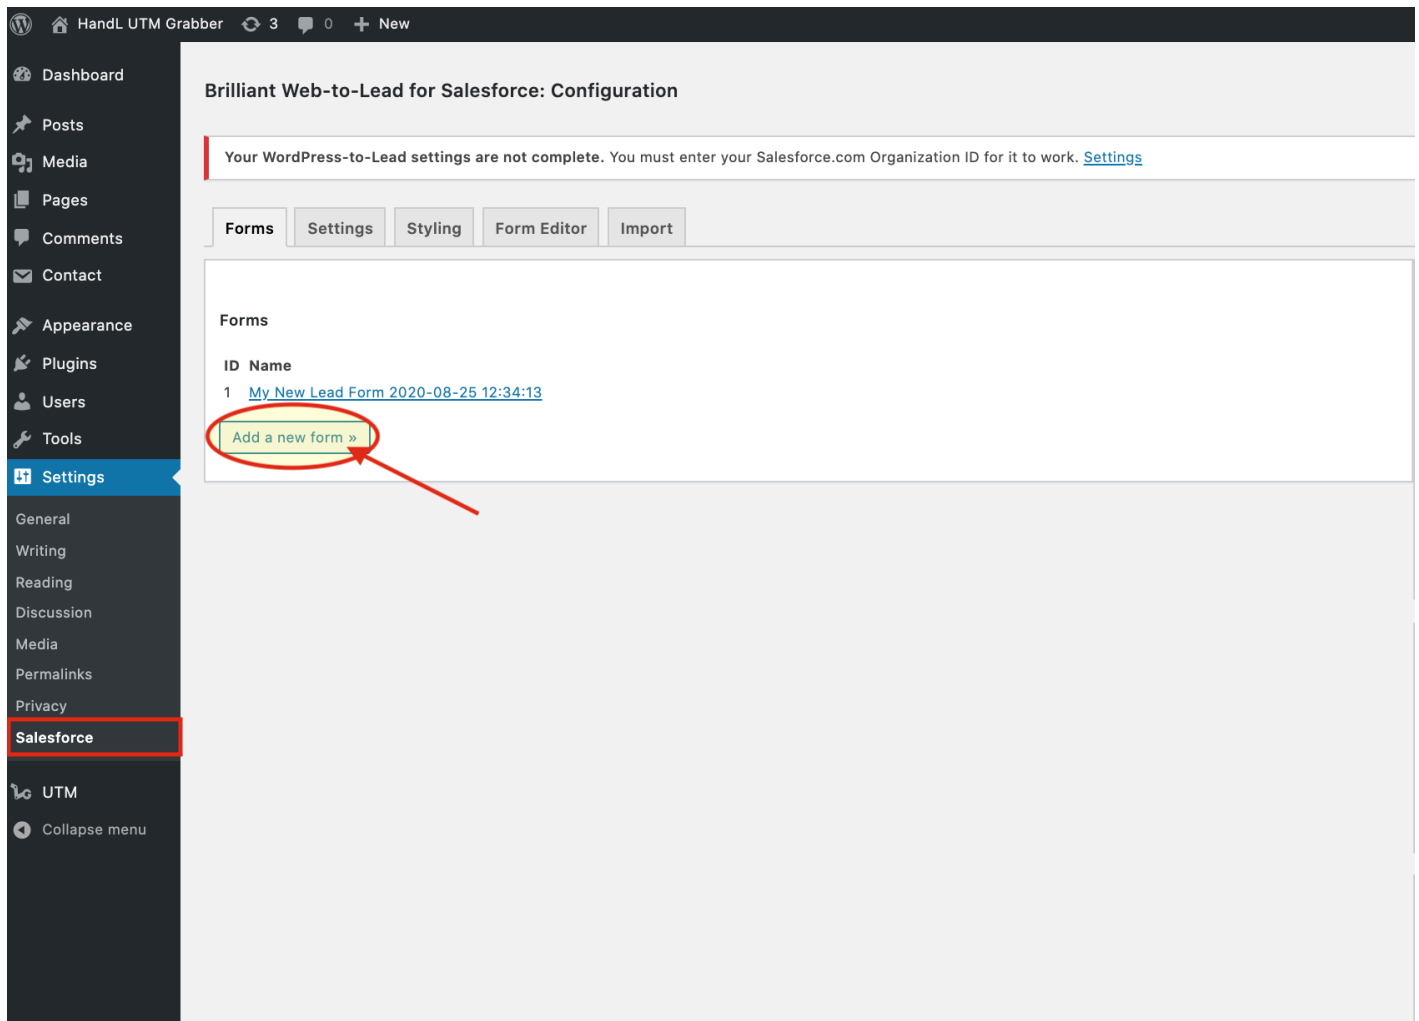 HandL UTM Grabber 3 0 New
Dashboard
Posts
Media
Pages
Comments
Contact
Appearance
Plugins
Users
Tools
Settings
General
Writing
Reading
Discussion
Media
Permalinks
Privacy
Salesforce
UTM
Collapse menu
Brilliant Web-to-Lead for Salesforce: Configuration
Your WordPress-to-Lead settings are not complete. You must enter your Salesforce.com Organization ID for it to work. Settings
Forms Settings Styling Form Editor Import
Forms
ID Name
1 My New Lead Form 2020-08-25 12:34:13
Add a new form »